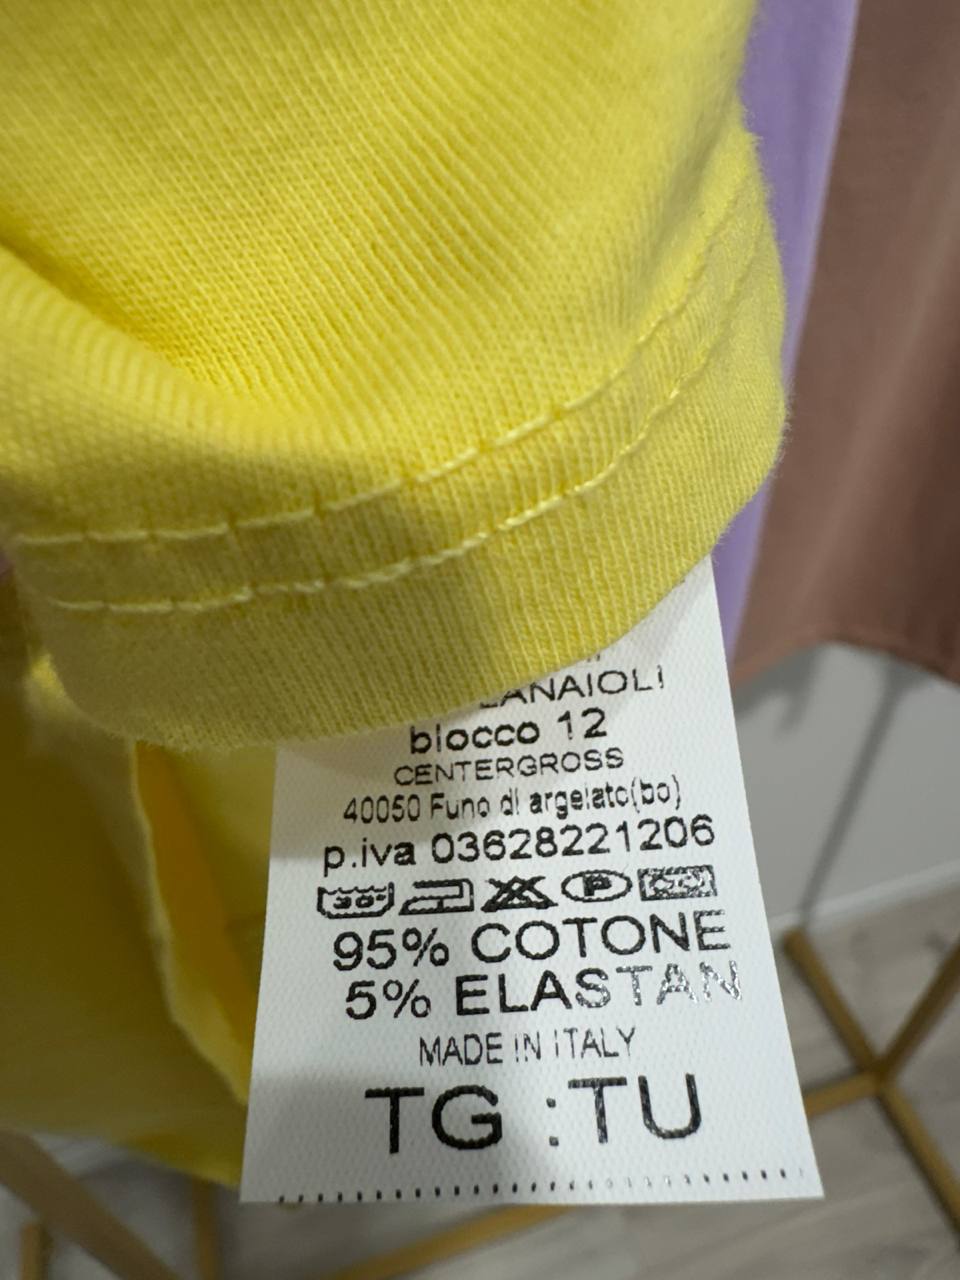 LANAIOLI
blocco 12
CENTERGROSS
40050 Funo di argelato(bo)
p.iva 03628221206
30°
P
95% COTONE
5% ELASTAN
MADE IN ITALY
TG :TU